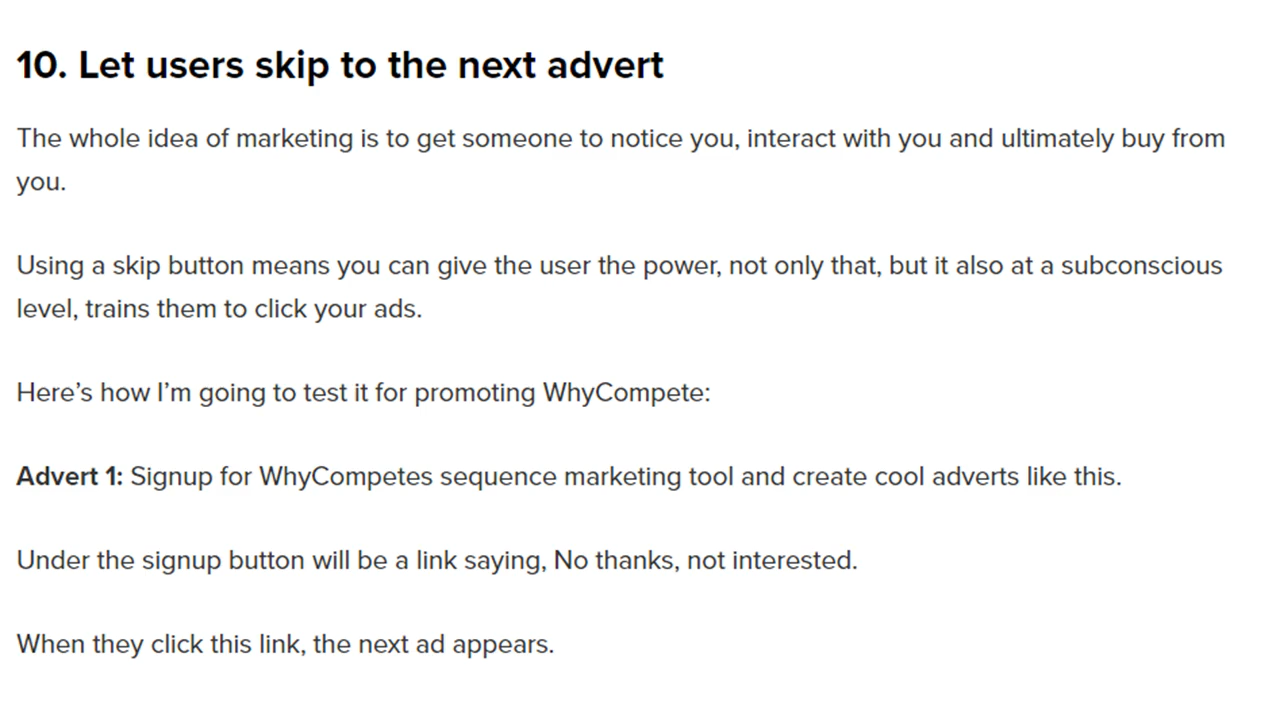 10. Let users skip to the next advert
The whole idea of marketing is to get someone to notice you, interact with you and ultimately buy from
you.
Using a skip button means you can give the user the power, not only that, but it also at a subconscious
level, trains them to click your ads.
Here’s how I’m going to test it for promoting WhyCompete:
Advert 1: Signup for WhyCompetes sequence marketing tool and create cool adverts like this.
Under the signup button will be a link saying, No thanks, not interested.
When they click this link, the next ad appears.